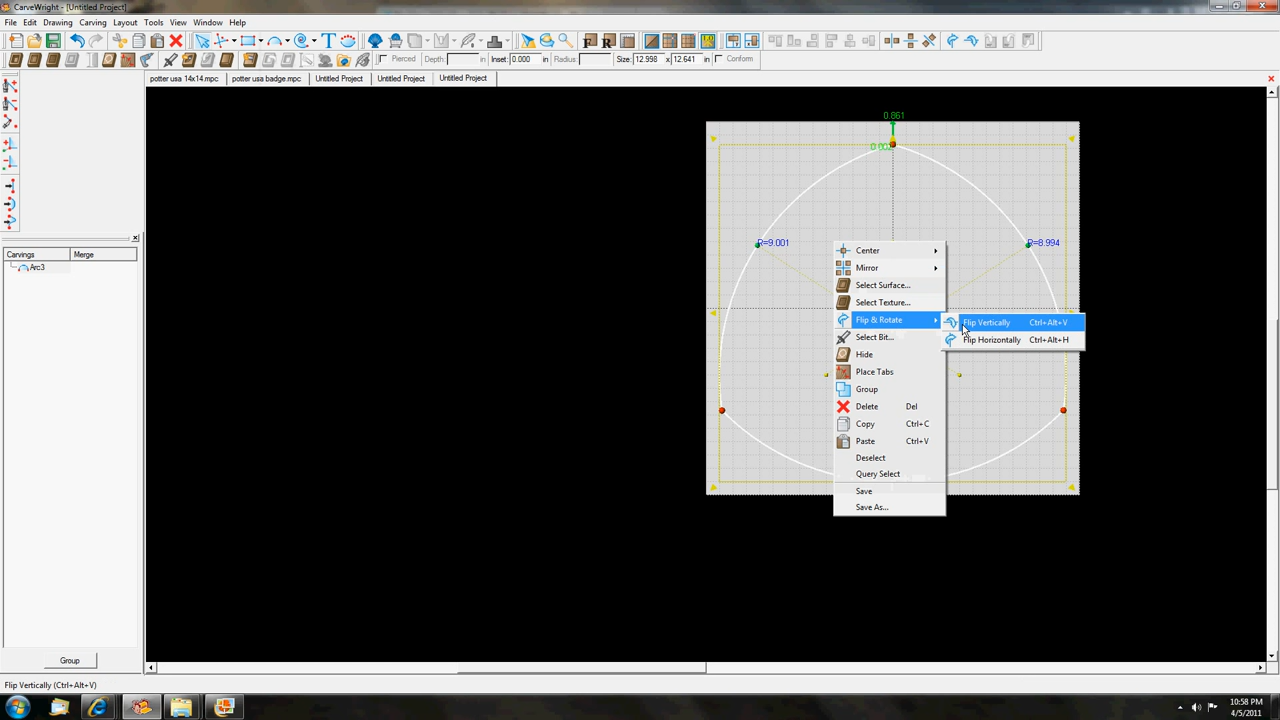 CarveWright - [Untitled Project]
File Edit Drawing Carving Layout Tools View Window Help
Pierced Depth: in Inset: 0.000 in Radius: in Size: 12.998 x 12.641 in Conform
potter usa 14x14.mpc potter usa badge.mpc Untitled Project Untitled Project Untitled Project
0.861
R=9.001 R=8.994
Carvings Merge
Arc3
Center
Mirror
Select Surface...
Select Texture...
Flip & Rotate
Flip Vertically Ctrl+Alt+V
Flip Horizontally Ctrl+Alt+H
Select Bit...
Hide
Place Tabs
Group
Delete Del
Copy Ctrl+C
Paste Ctrl+V
Deselect
Query Select
Save
Save As...
Group
Flip Vertically (Ctrl+Alt+V)
10:58 PM
4/5/2011